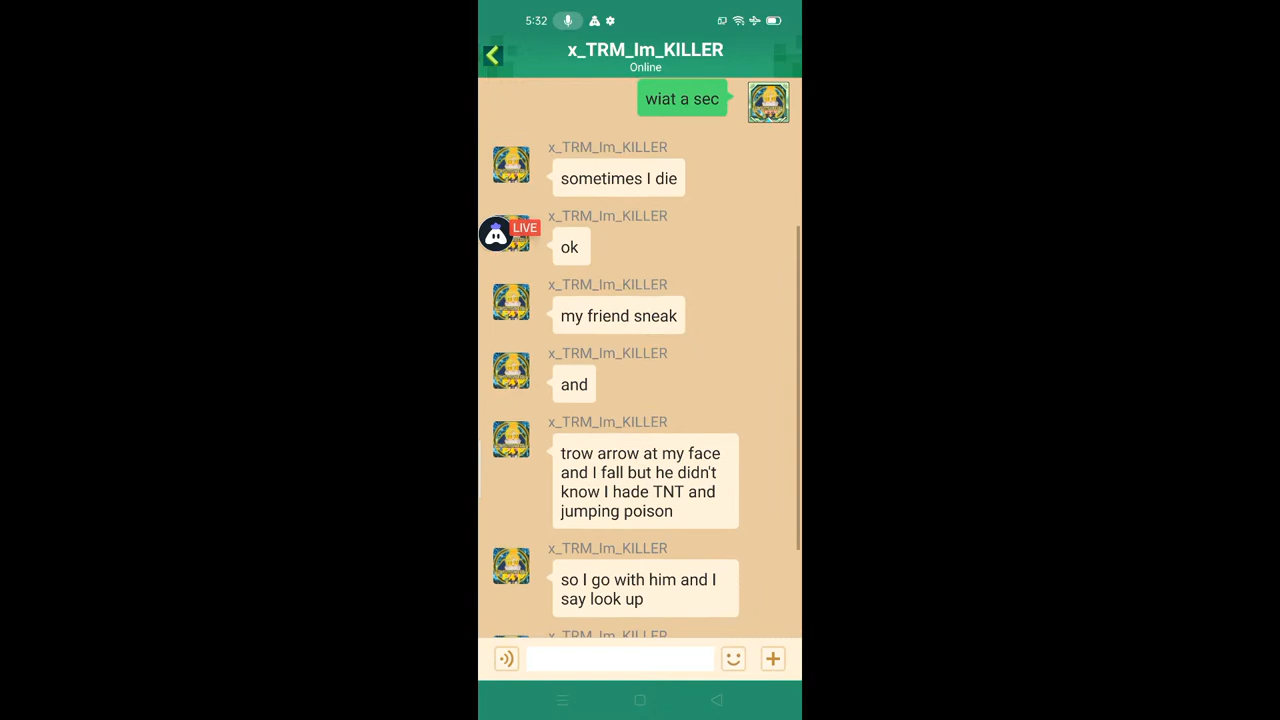 5:32
x_TRM_Im_KILLER
Online
wiat a sec
x_TRM_Im_KILLER
sometimes I die
x_TRM_Im_KILLER
LIVE
ok
x_TRM_Im_KILLER
my friend sneak
x_TRM_Im_KILLER
and
x_TRM_Im_KILLER
trow arrow at my face
and I fall but he didn't
know I hade TNT and
jumping poison
x_TRM_Im_KILLER
so I go with him and I
say look up
x_TRM_Im_KILLER